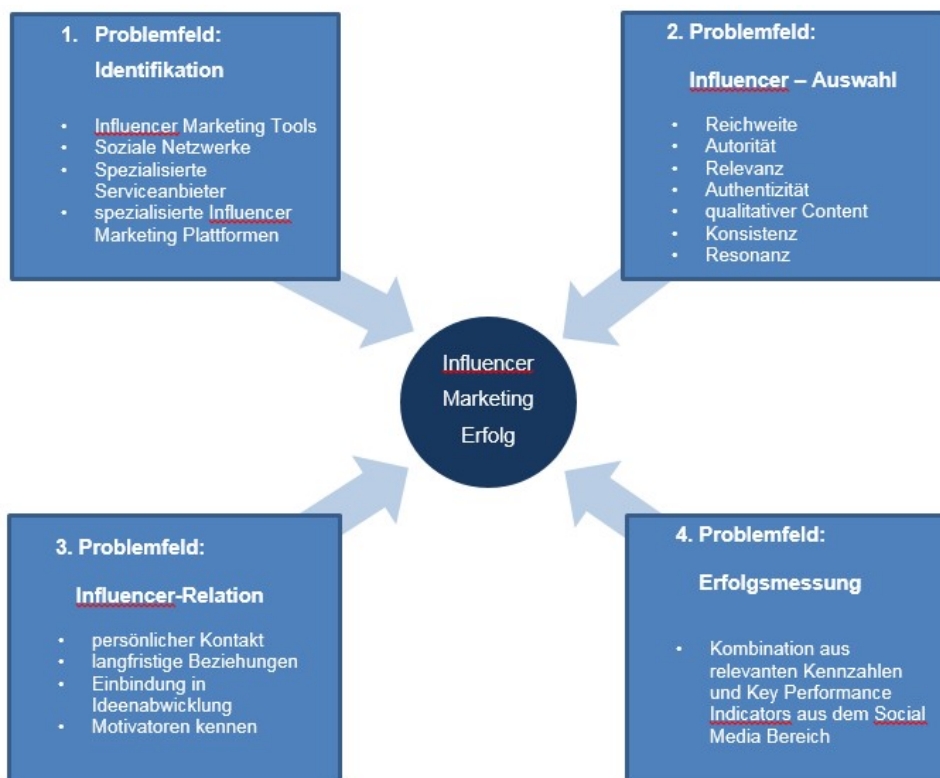 1. Problemfeld:
Identifikation
• Influencer Marketing Tools
• Soziale Netzwerke
• Spezialisierte
Serviceanbieter
• spezialisierte Influencer
Marketing Plattformen
2. Problemfeld:
Influencer – Auswahl
• Reichweite
• Autorität
• Relevanz
• Authentizität
• qualitativer Content
• Konsistenz
• Resonanz
Influencer
Marketing
Erfolg
3. Problemfeld:
Influencer-Relation
• persönlicher Kontakt
• langfristige Beziehungen
• Einbindung in
Ideenabwicklung
• Motivatoren kennen
4. Problemfeld:
Erfolgsmessung
• Kombination aus
relevanten Kennzahlen
und Key Performance
Indicators aus dem Social
Media Bereich